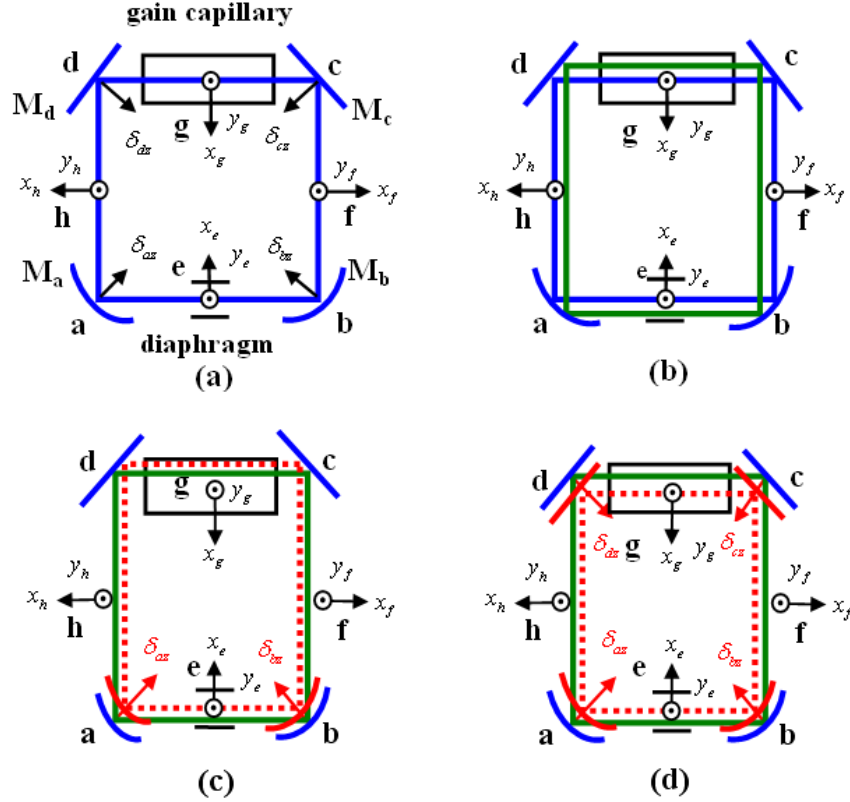 gain capillary
d
c
M_d
M_c
g
y_g
δ_dz
x_g
δ_cz
y_h
x_h
h
y_f
x_f
f
x_e
δ_az
e
y_e
δ_bz
M_a
M_b
a
b
diaphragm
(a)
d
c
g
y_g
x_g
y_h
x_h
h
y_f
x_f
f
x_e
e
y_e
a
b
(b)
d
c
g
y_g
x_g
y_h
x_h
h
y_f
x_f
f
x_e
δ_az
e
y_e
δ_bz
a
b
(c)
d
c
δ_dz
g
x_g
y_g
δ_cz
y_h
x_h
h
y_f
x_f
f
x_e
δ_az
e
y_e
δ_bz
a
b
(d)